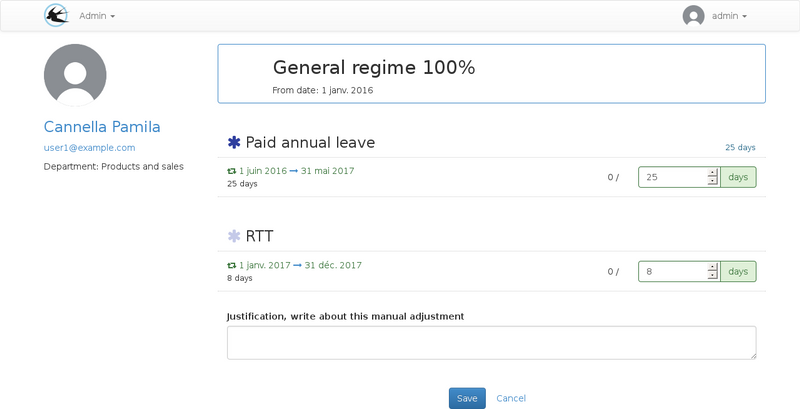 Admin
admin
General regime 100%
From date: 1 janv. 2016
Cannella Pamila
user1@example.com
Department: Products and sales
Paid annual leave
25 days
1 juin 2016 → 31 mai 2017
25 days
0 /
25
days
RTT
1 janv. 2017 → 31 déc. 2017
8 days
0 /
8
days
Justification, write about this manual adjustment
Save
Cancel